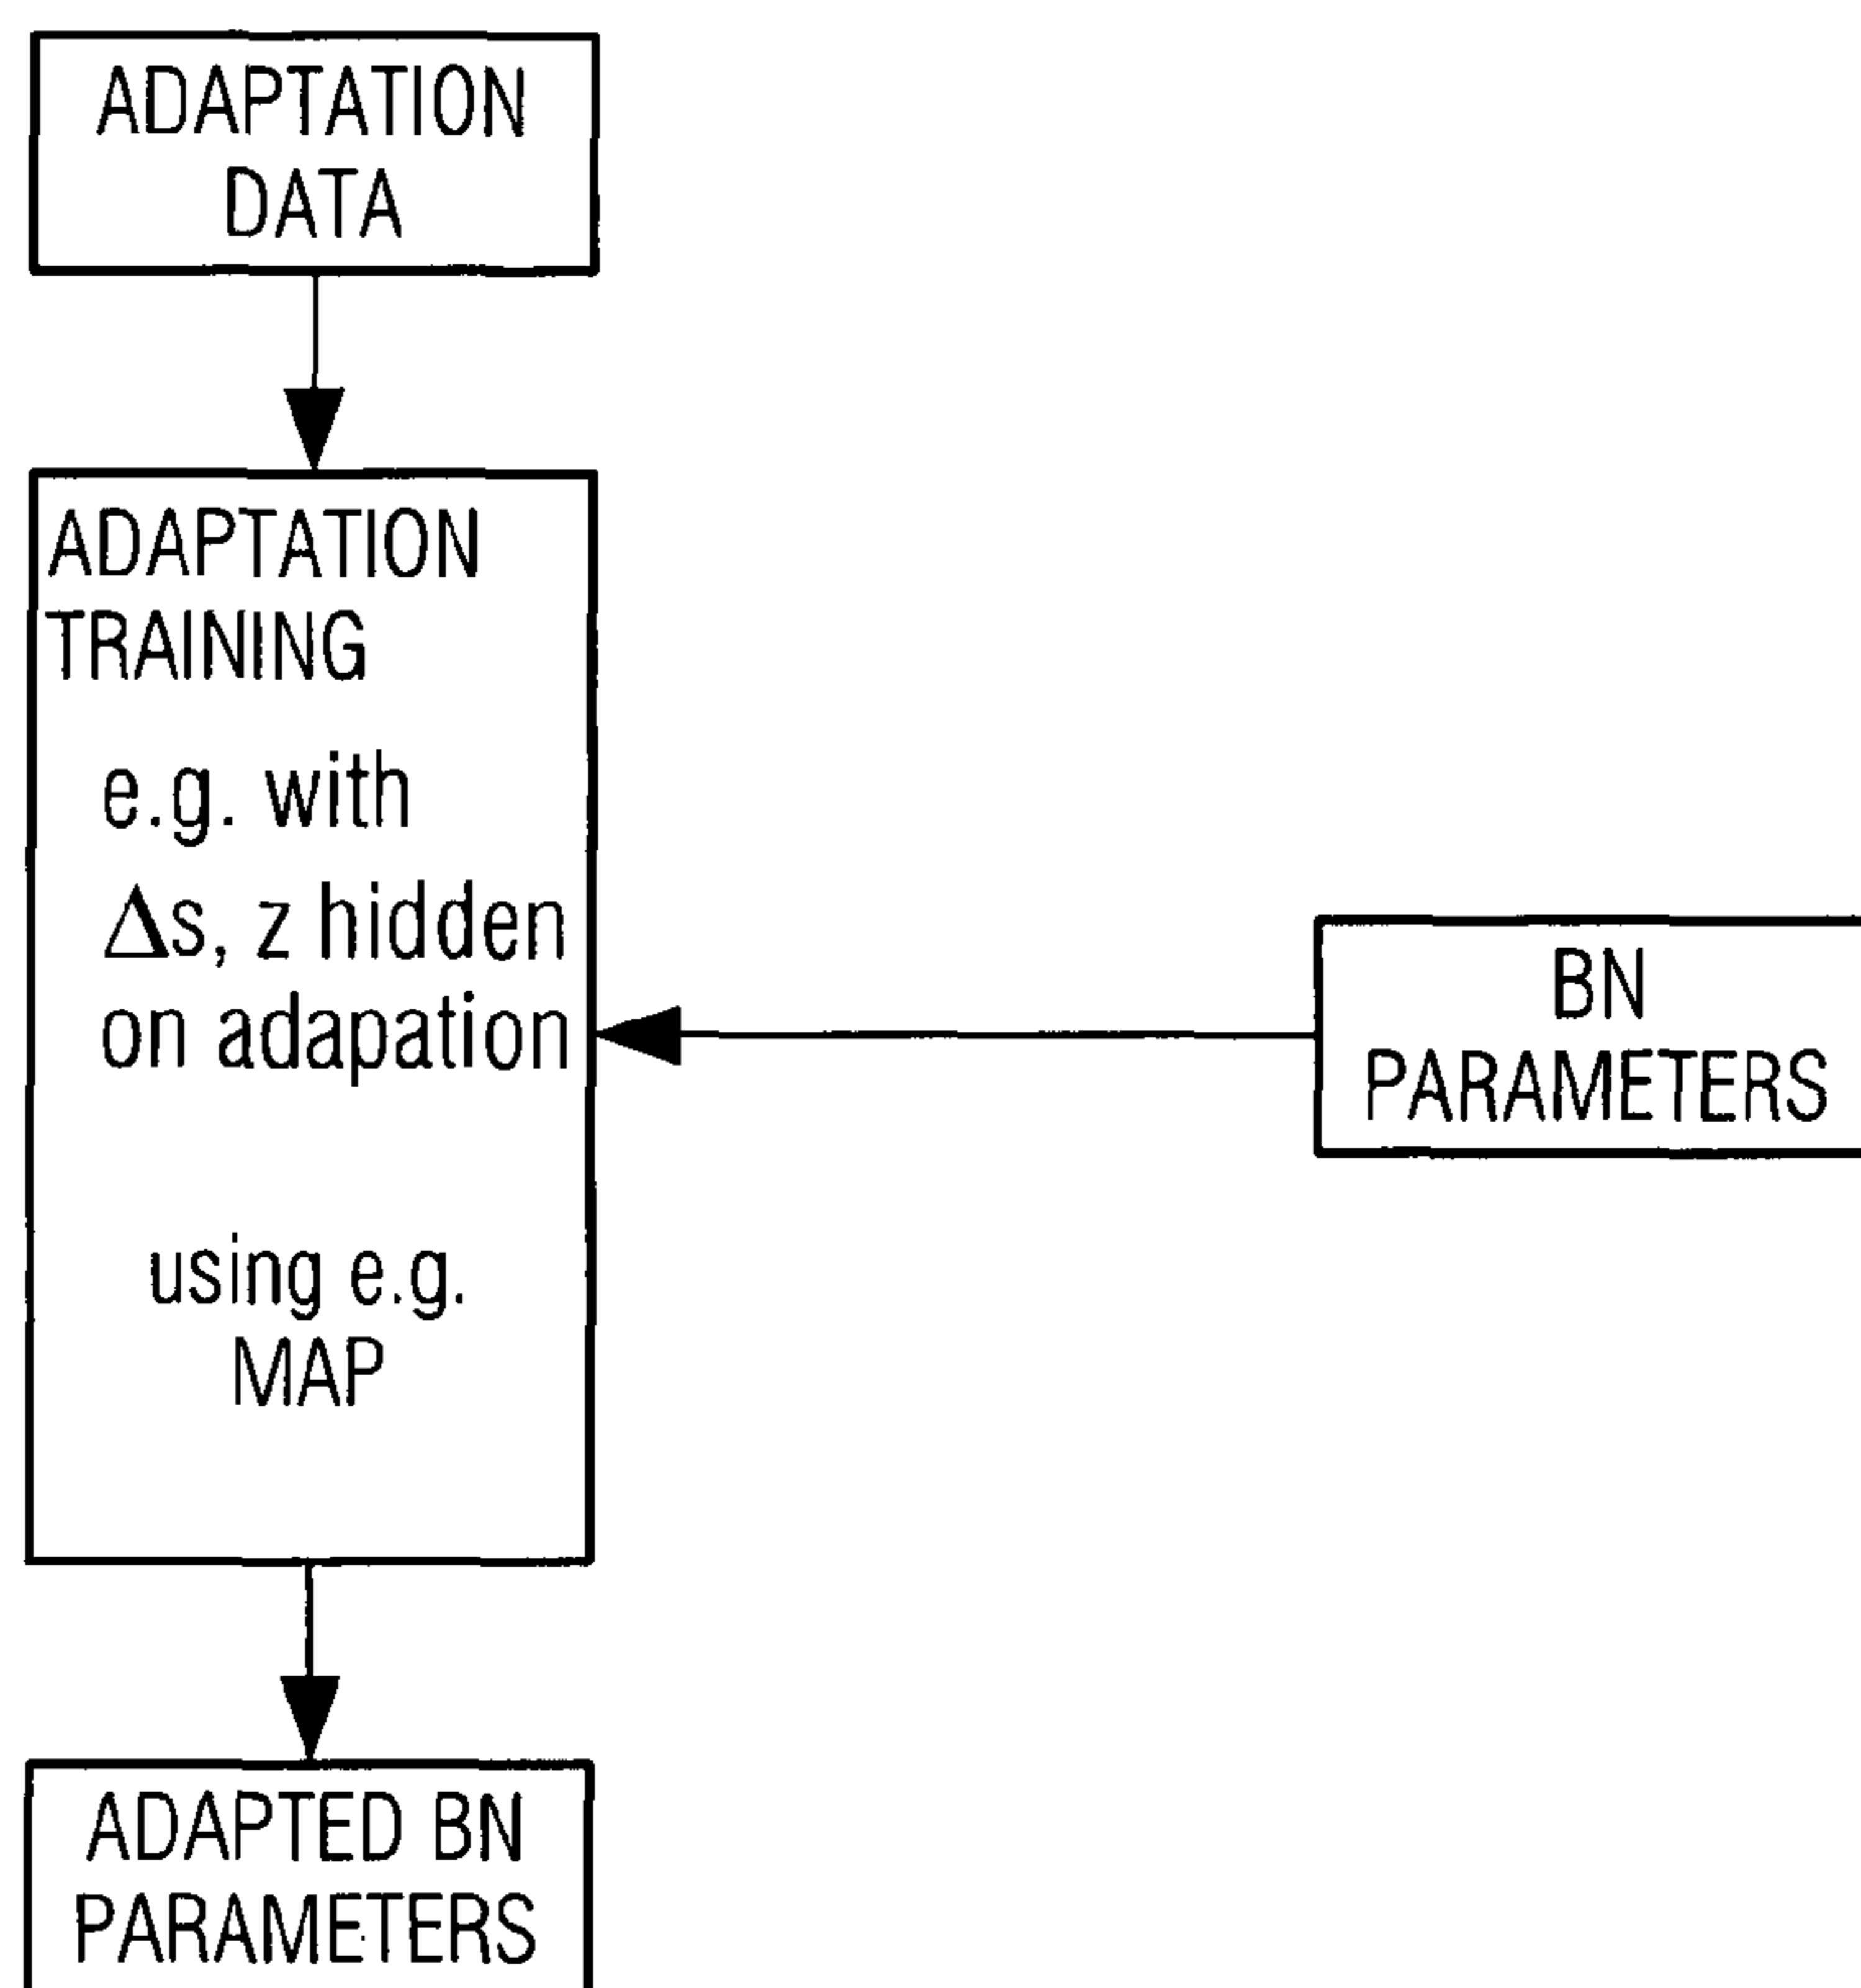 ADAPTATION
DATA
ADAPTATION
TRAINING
e.g. with
Δs, z hidden
on adapation
using e.g.
MAP
BN
PARAMETERS
ADAPTED BN
PARAMETERS